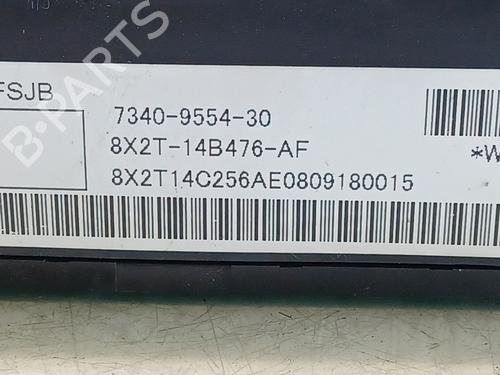 FSJB
7340-9554-30
8X2T-14B476-AF
*W
8X2T14C256AE0809180015
B-PARTS